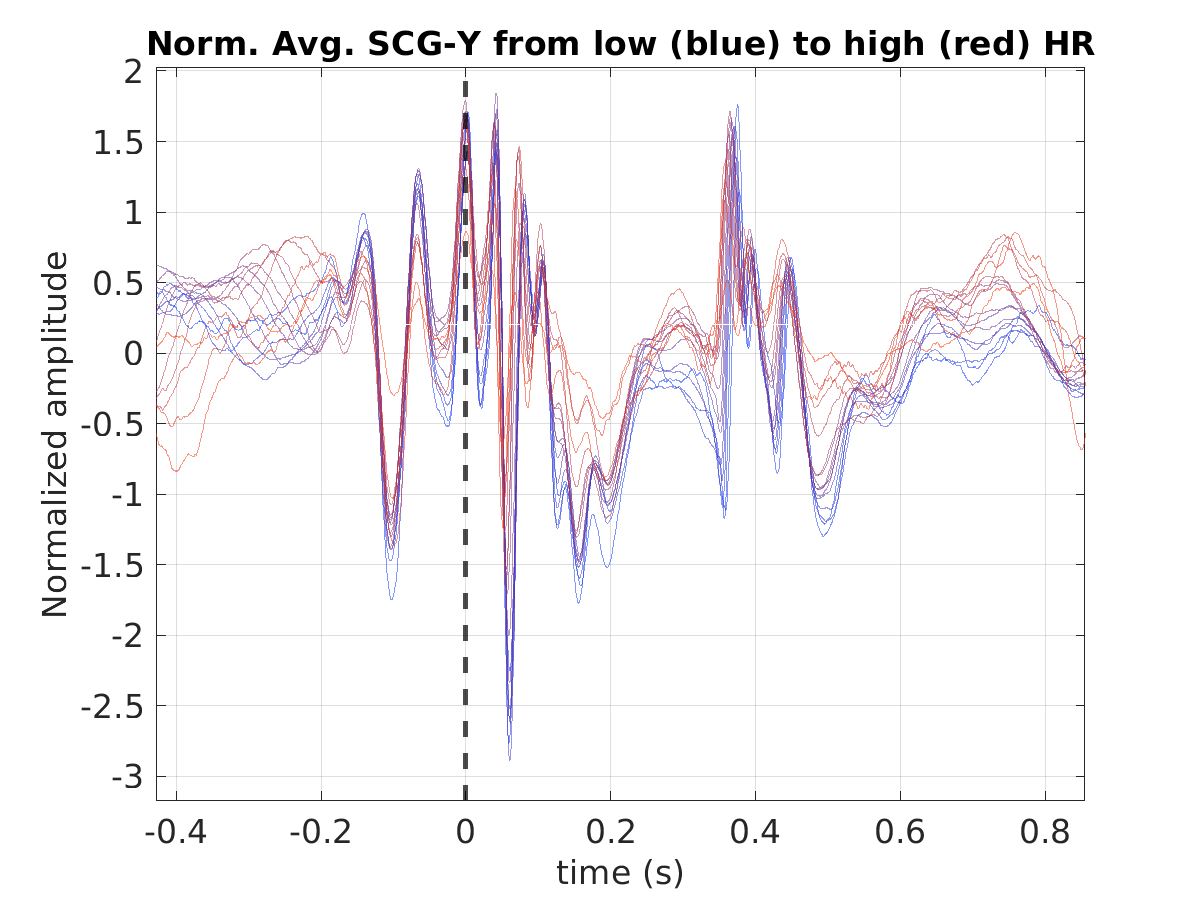 Norm. Avg. SCG-Y from low (blue) to high (red) HR
2
1.5
1
0.5
0
-0.5
-1
-1.5
-2
-2.5
-3
Normalized amplitude
-0.4 -0.2 0 0.2 0.4 0.6 0.8
time (s)